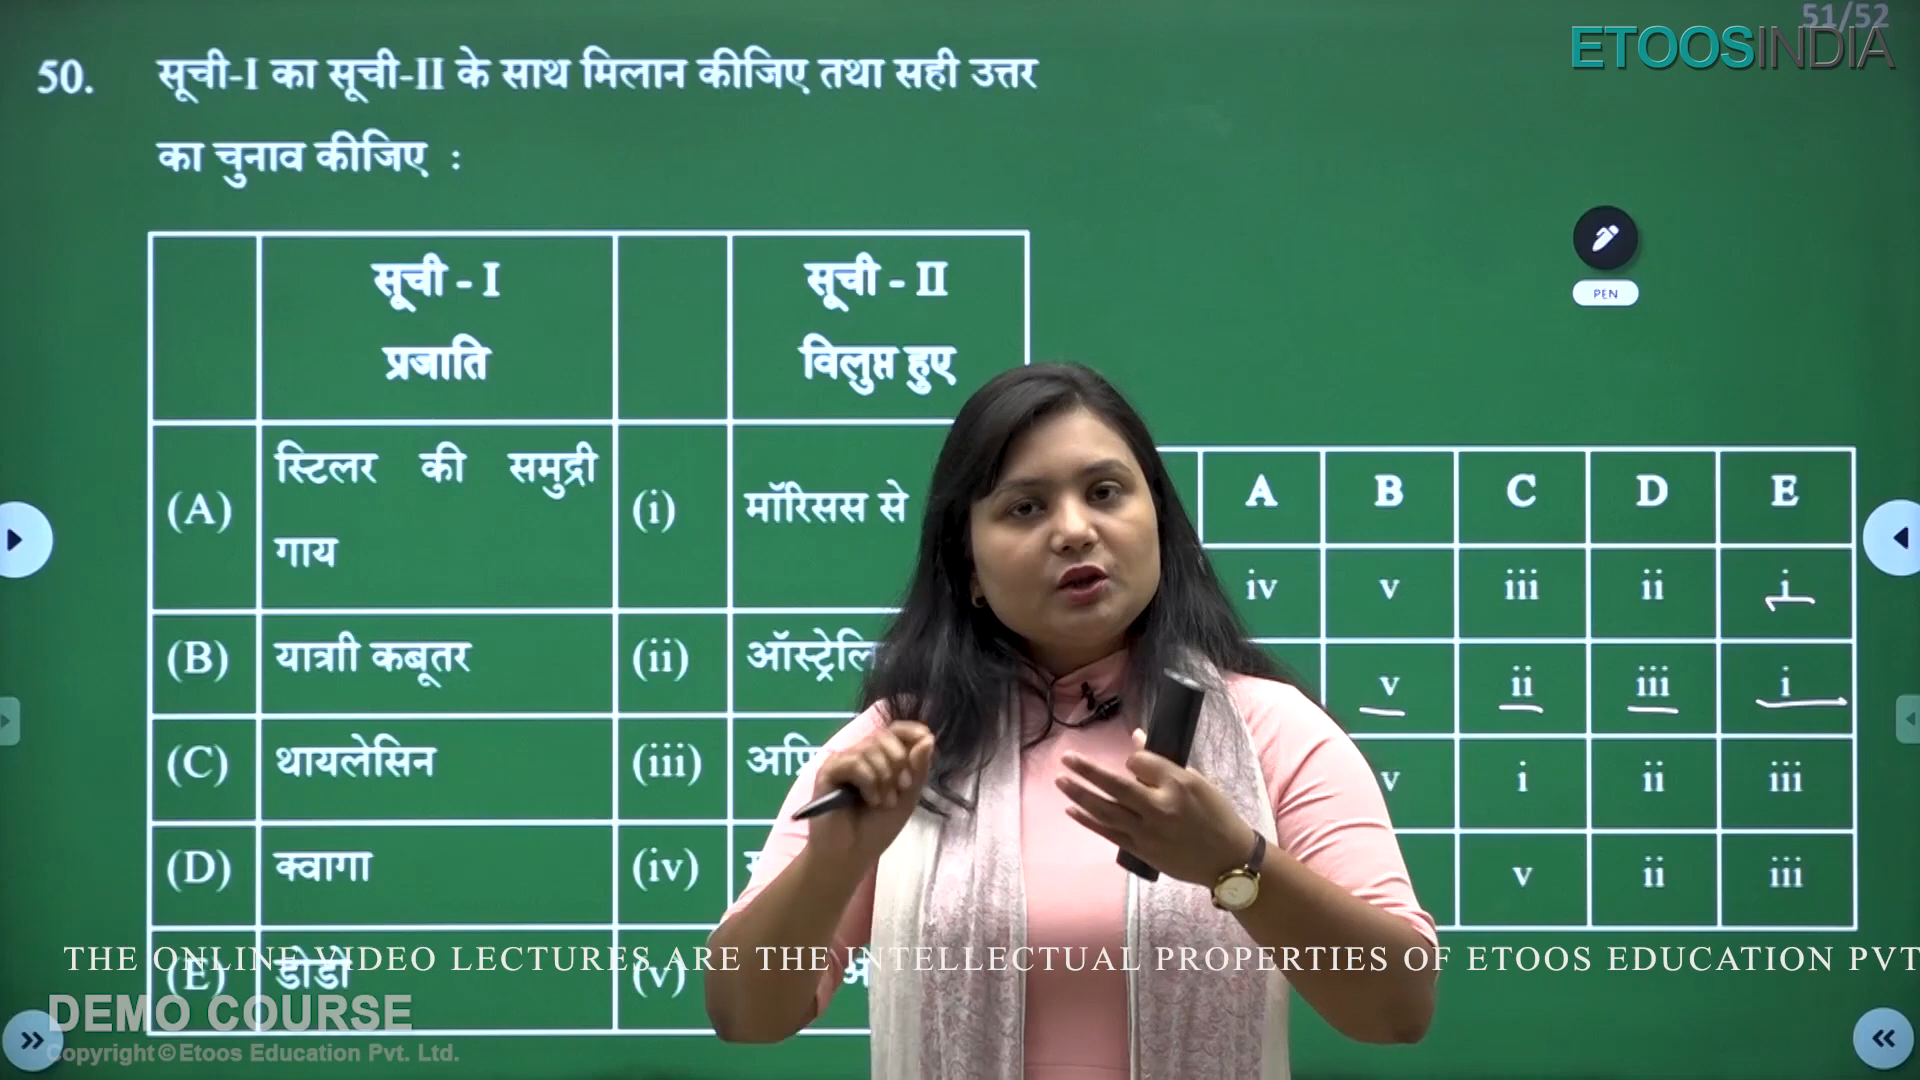 51/52
ETOOSINDIA
50. सूची-I का सूची-II के साथ मिलान कीजिए तथा सही उत्तर
का चुनाव कीजिए :
PEN
सूची - I सूची - II
प्रजाति विलुप्त हुए
(A) स्टिलर की समुद्री गाय (i) मॉरिसस से
(B) यात्राी कबूतर (ii)
(C) थायलेसिन (iii)
(D) क्वागा (iv)
(E) डोडो (v)
A B C D E
iv v iii ii i
v ii iii i
v i ii iii
v ii iii
THE ONLINE VIDEO LECTURES ARE THE INTELLECTUAL PROPERTIES OF ETOOS EDUCATION PVT
DEMO COURSE
Copyright © Etoos Education Pvt. Ltd.